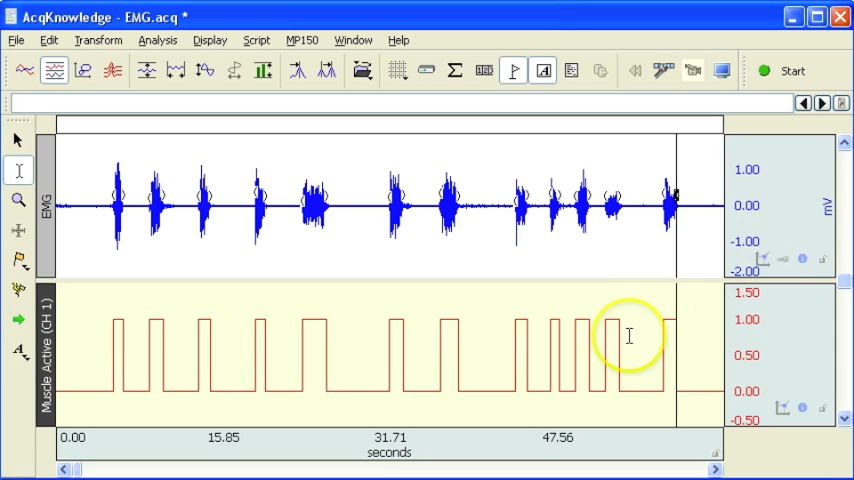 AcqKnowledge - EMG.acq *
File Edit Transform Analysis Display Script MP150 Window Help
Start
EMG
1.00
0.00
-1.00
-2.00
mV
Muscle Active (CH 1)
1.50
1.00
0.50
0.00
-0.50
0.00 15.85 31.71 47.56
seconds